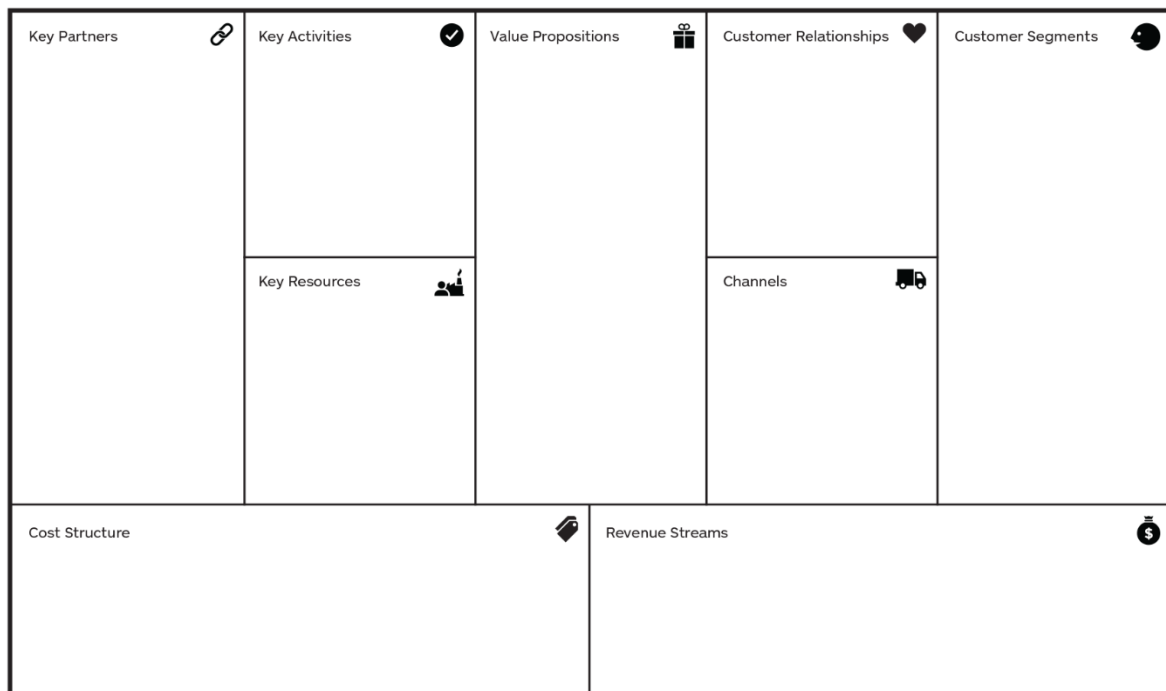 Key Partners
Key Activities
Value Propositions
Customer Relationships
Customer Segments
Key Resources
Channels
Cost Structure
Revenue Streams
$